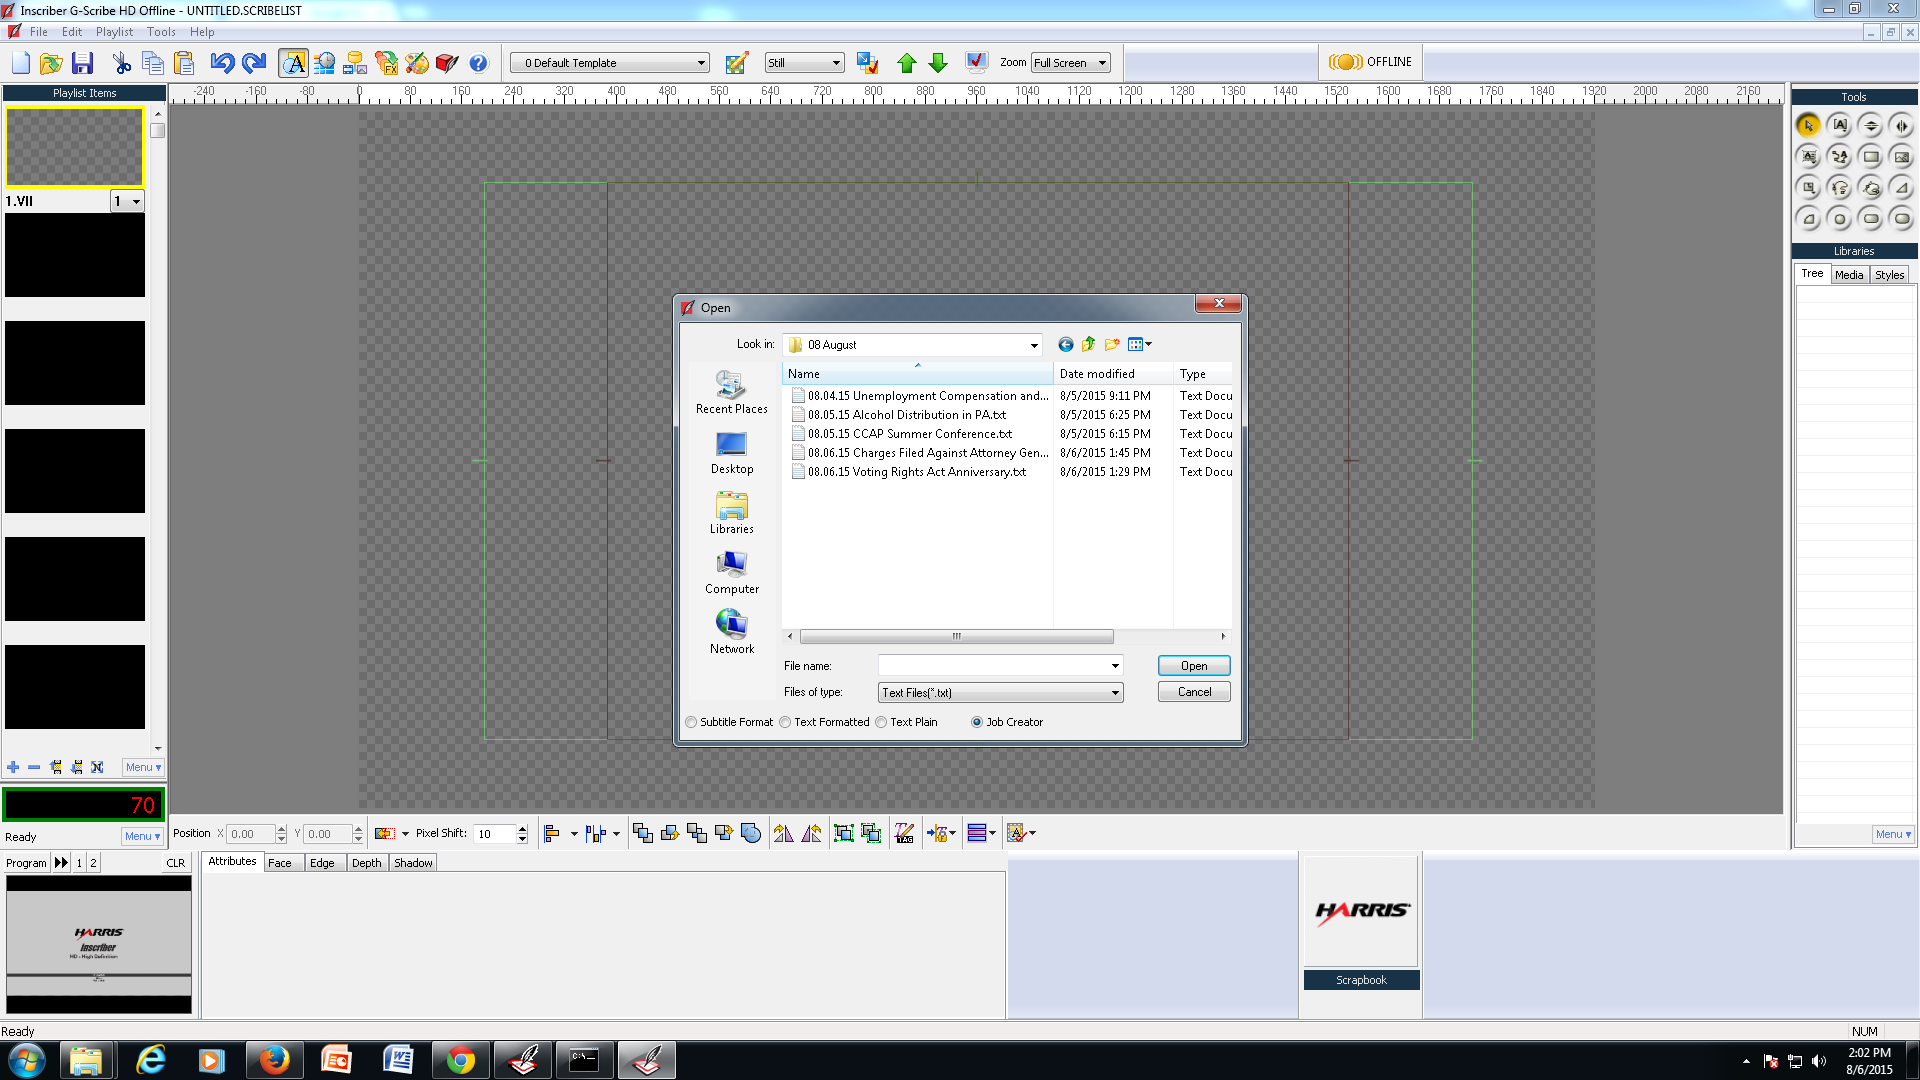 Inscriber G-Scribe HD Offline - UNTITLED.SCRIBELIST
File Edit Playlist Tools Help
0 Default Template Still Zoom Full Screen OFFLINE
Playlist Items
-240 -160 -80 0 80 160 240 320 400 480 560 640 720 800 880 960 1040 1120 1200 1280 1360 1440 1520 1600 1680 1760 1840 1920 2000 2080 2160
Tools
1.VII 1
Libraries
Tree Media Styles
Open
Look in: 08 August
Name Date modified Type
08.04.15 Unemployment Compensation and... 8/5/2015 9:11 PM Text Docu
08.05.15 Alcohol Distribution in PA.txt 8/5/2015 6:25 PM Text Docu
08.05.15 CCAP Summer Conference.txt 8/5/2015 6:15 PM Text Docu
08.06.15 Charges Filed Against Attorney Gen... 8/6/2015 1:45 PM Text Docu
08.06.15 Voting Rights Act Anniversary.txt 8/6/2015 1:29 PM Text Docu
Recent Places
Desktop
Libraries
Computer
Network
File name: Open
Files of type: Text Files(*.txt) Cancel
Subtitle Format Text Formatted Text Plain Job Creator
Menu
70
Ready Menu
Position X 0.00 Y 0.00 Pixel Shift: 10 TAG
Menu
Program 1 2 CLR
Attributes Face Edge Depth Shadow
HARRIS
Inscriber
HD - High Definition
HARRIS
Scrapbook
Ready NUM
2:02 PM
8/6/2015